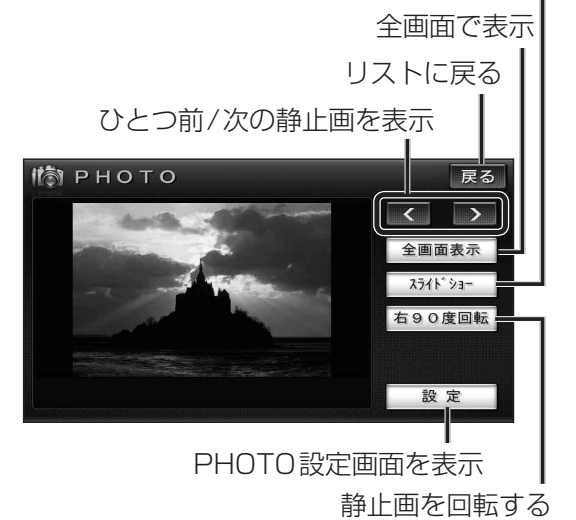 全画面で表示
リストに戻る
ひとつ前/次の静止画を表示
PHOTO
戻る
< >
全画面表示
ｽﾗｲﾄﾞｼｮｰ
右９０度回転
設 定
PHOTO設定画面を表示
静止画を回転する